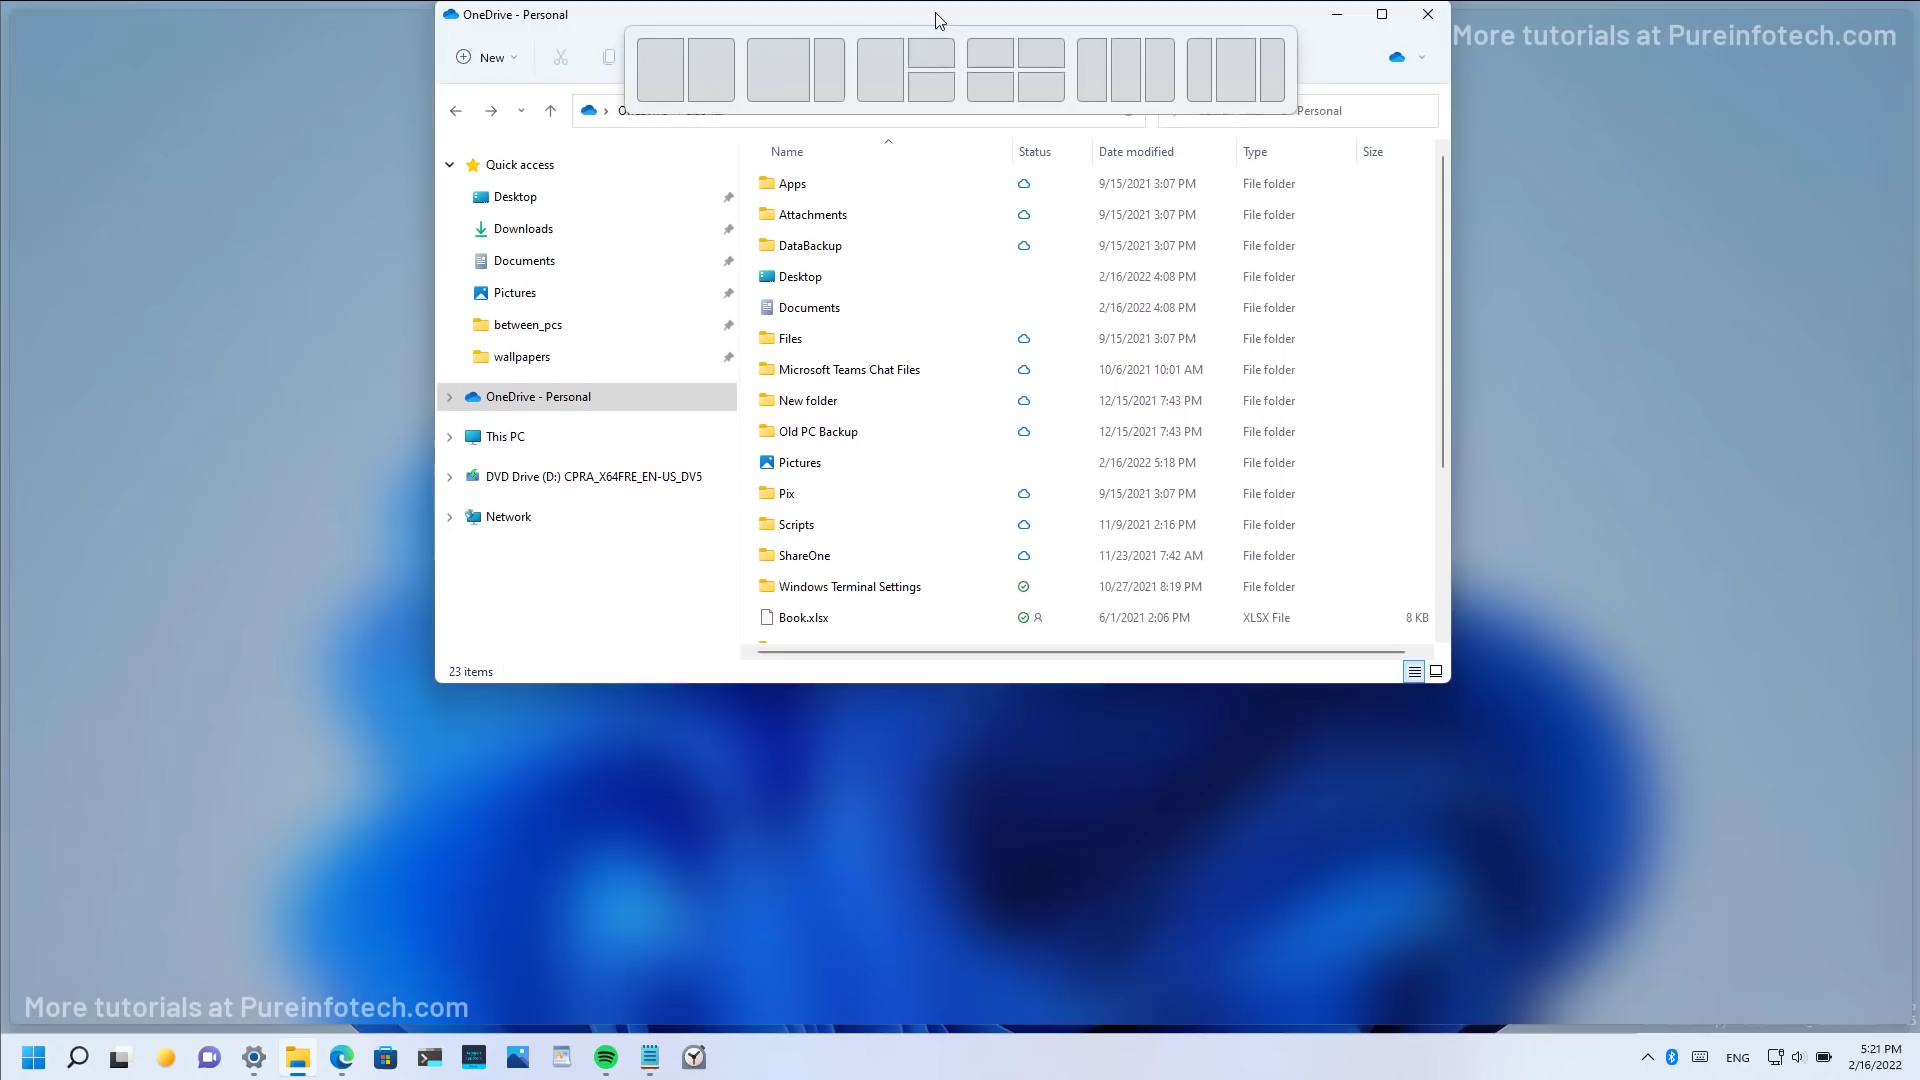 OneDrive - Personal
More tutorials at Pureinfotech.com
New
Personal
Name Status Date modified Type Size
Quick access
Desktop
Downloads
Documents
Pictures
between_pcs
wallpapers
OneDrive - Personal
This PC
DVD Drive (D:) CPRA_X64FRE_EN-US_DV5
Network
Apps 9/15/2021 3:07 PM File folder
Attachments 9/15/2021 3:07 PM File folder
DataBackup 9/15/2021 3:07 PM File folder
Desktop 2/16/2022 4:08 PM File folder
Documents 2/16/2022 4:08 PM File folder
Files 9/15/2021 3:07 PM File folder
Microsoft Teams Chat Files 10/6/2021 10:01 AM File folder
New folder 12/15/2021 7:43 PM File folder
Old PC Backup 12/15/2021 7:43 PM File folder
Pictures 2/16/2022 5:18 PM File folder
Pix 9/15/2021 3:07 PM File folder
Scripts 11/9/2021 2:16 PM File folder
ShareOne 11/23/2021 7:42 AM File folder
Windows Terminal Settings 10/27/2021 8:19 PM File folder
Book.xlsx 6/1/2021 2:06 PM XLSX File 8 KB
23 items
More tutorials at Pureinfotech.com
ENG
5:21 PM
2/16/2022